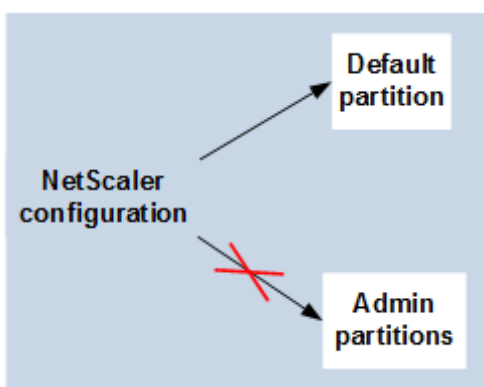 Default
partition
NetScaler
configuration
Admin
partitions